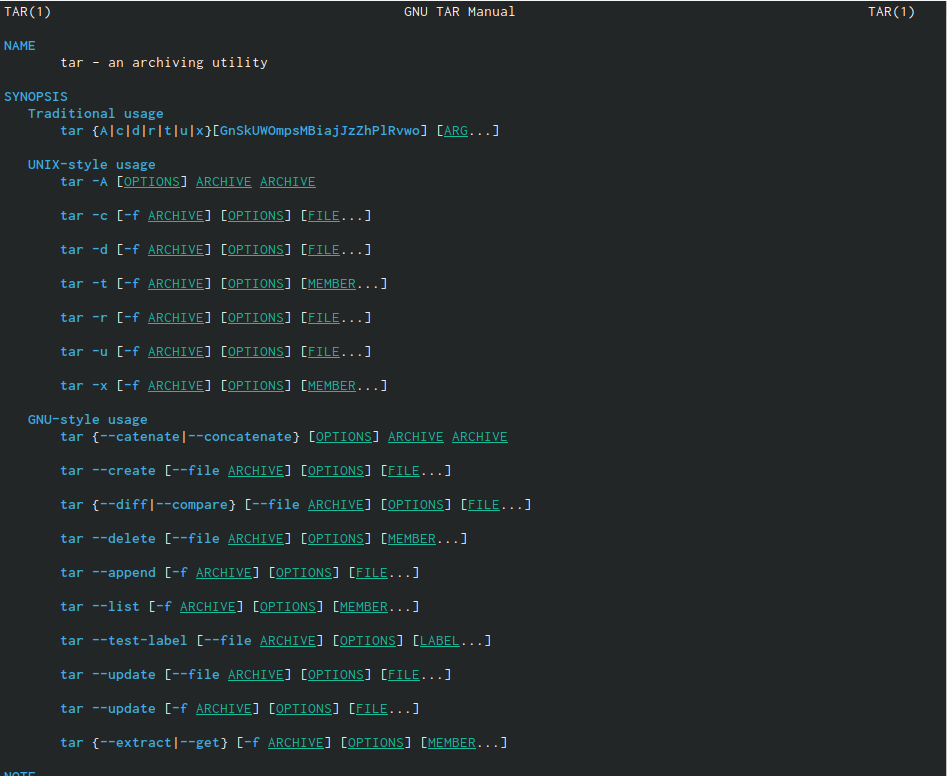 TAR(1) GNU TAR Manual TAR(1)
NAME
tar - an archiving utility
SYNOPSIS
Traditional usage
tar {A|c|d|r|t|u|x}[GnSkUWOmpsMBiajJzZhPlRvwo] [ARG...]
UNIX-style usage
tar -A [OPTIONS] ARCHIVE ARCHIVE
tar -c [-f ARCHIVE] [OPTIONS] [FILE...]
tar -d [-f ARCHIVE] [OPTIONS] [FILE...]
tar -t [-f ARCHIVE] [OPTIONS] [MEMBER...]
tar -r [-f ARCHIVE] [OPTIONS] [FILE...]
tar -u [-f ARCHIVE] [OPTIONS] [FILE...]
tar -x [-f ARCHIVE] [OPTIONS] [MEMBER...]
GNU-style usage
tar {--catenate|--concatenate} [OPTIONS] ARCHIVE ARCHIVE
tar --create [--file ARCHIVE] [OPTIONS] [FILE...]
tar {--diff|--compare} [--file ARCHIVE] [OPTIONS] [FILE...]
tar --delete [--file ARCHIVE] [OPTIONS] [MEMBER...]
tar --append [-f ARCHIVE] [OPTIONS] [FILE...]
tar --list [-f ARCHIVE] [OPTIONS] [MEMBER...]
tar --test-label [--file ARCHIVE] [OPTIONS] [LABEL...]
tar --update [--file ARCHIVE] [OPTIONS] [FILE...]
tar --update [-f ARCHIVE] [OPTIONS] [FILE...]
tar {--extract|--get} [-f ARCHIVE] [OPTIONS] [MEMBER...]
NOTE